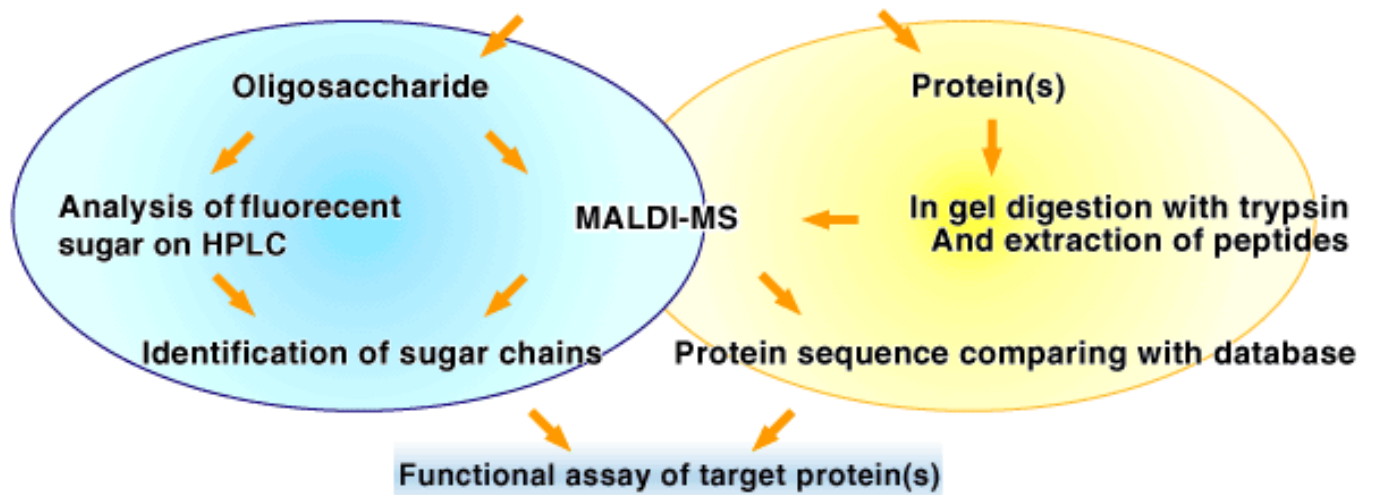 Oligosaccharide
Protein(s)
Analysis of fluorecent
sugar on HPLC
MALDI-MS
In gel digestion with trypsin
And extraction of peptides
Identification of sugar chains
Protein sequence comparing with database
Functional assay of target protein(s)